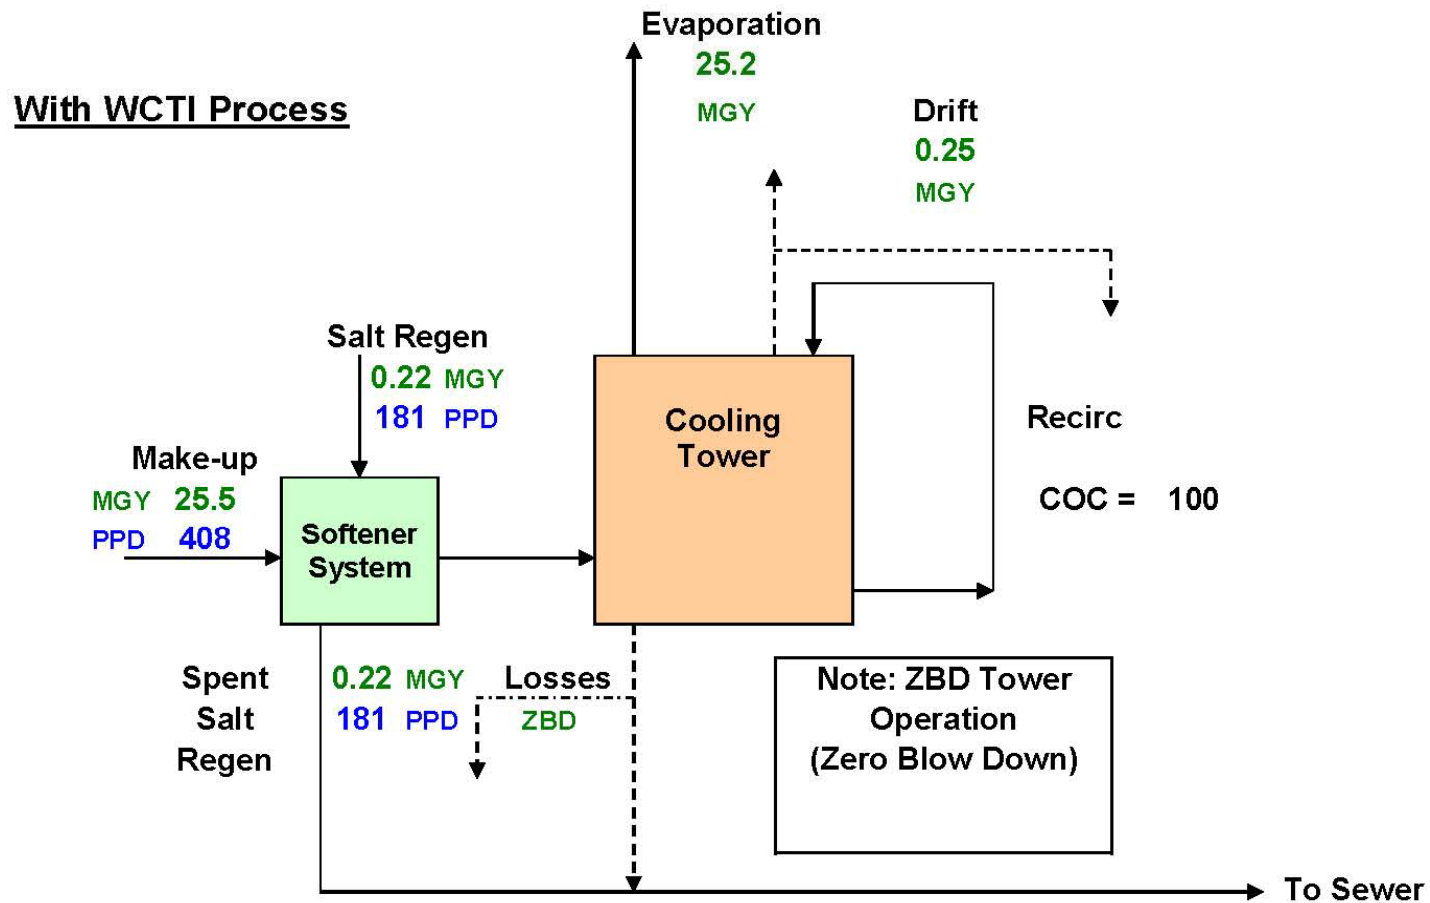 Evaporation
25.2
MGY
With WCTI Process
Drift
0.25
MGY
Salt Regen
0.22 MGY
181 PPD
Make-up
MGY 25.5
PPD 408
Softener
System
Cooling
Tower
Recirc
COC = 100
Spent
Salt
Regen
0.22 MGY
181 PPD
Losses
ZBD
Note: ZBD Tower
Operation
(Zero Blow Down)
To Sewer